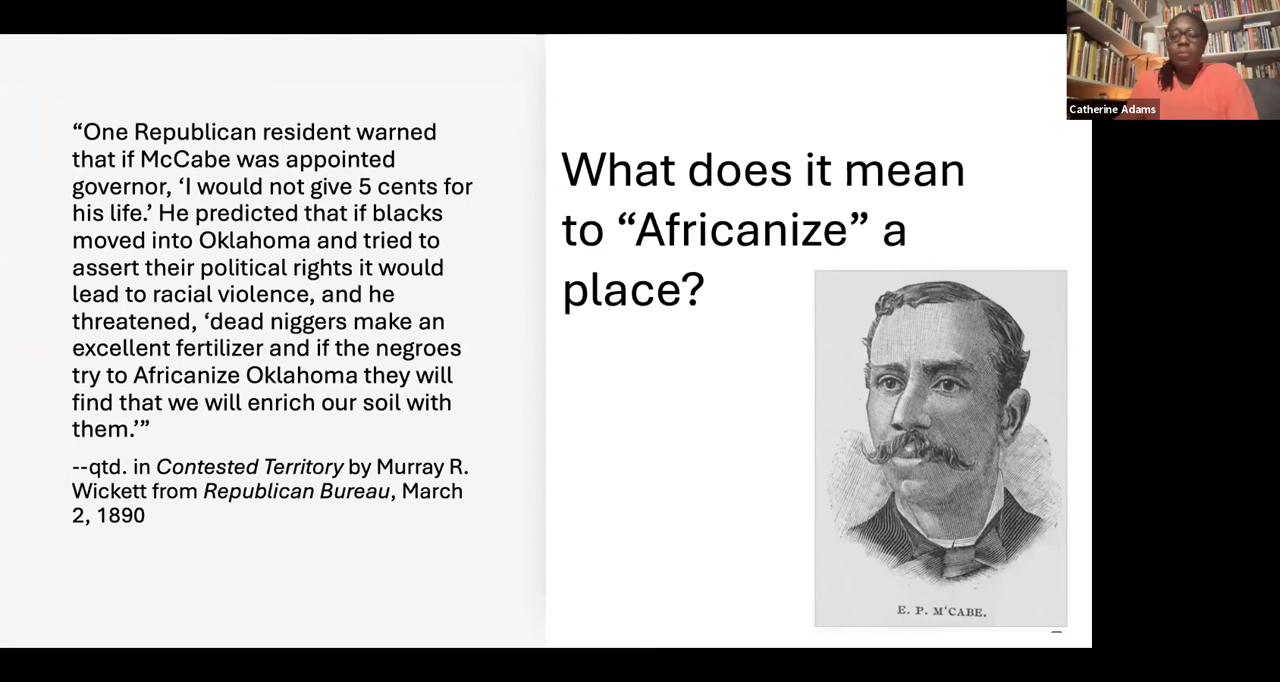 “One Republican resident warned
that if McCabe was appointed
governor, ‘I would not give 5 cents for
his life.’ He predicted that if blacks
moved into Oklahoma and tried to
assert their political rights it would
lead to racial violence, and he
threatened, ‘dead niggers make an
excellent fertilizer and if the negroes
try to Africanize Oklahoma they will
find that we will enrich our soil with
them.’”
--qtd. in Contested Territory by Murray R.
Wickett from Republican Bureau, March
2, 1890
What does it mean
to “Africanize” a
place?
E. P. M‘CABE.
Catherine Adams